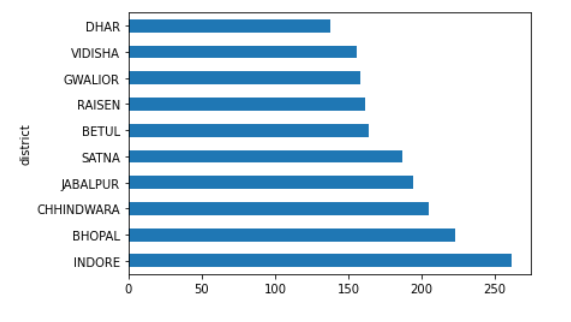 district
DHAR
VIDISHA
GWALIOR
RAISEN
BETUL
SATNA
JABALPUR
CHHINDWARA
BHOPAL
INDORE
0 50 100 150 200 250